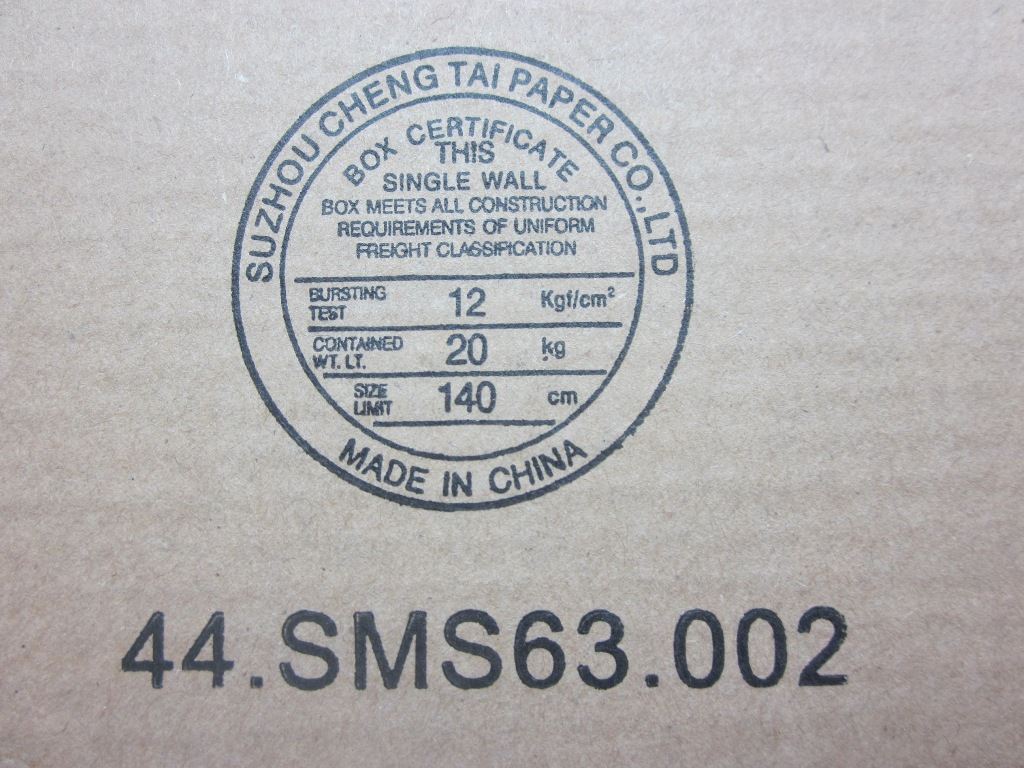 SUZHOU CHENG TAI PAPER CO., LTD
BOX CERTIFICATE
THIS
SINGLE WALL
BOX MEETS ALL CONSTRUCTION
REQUIREMENTS OF UNIFORM
FREIGHT CLASSIFICATION
BURSTING TEST 12 Kgf/cm²
CONTAINED WT. LT. 20 kg
SIZE LIMIT 140 cm
MADE IN CHINA
44.SMS63.002